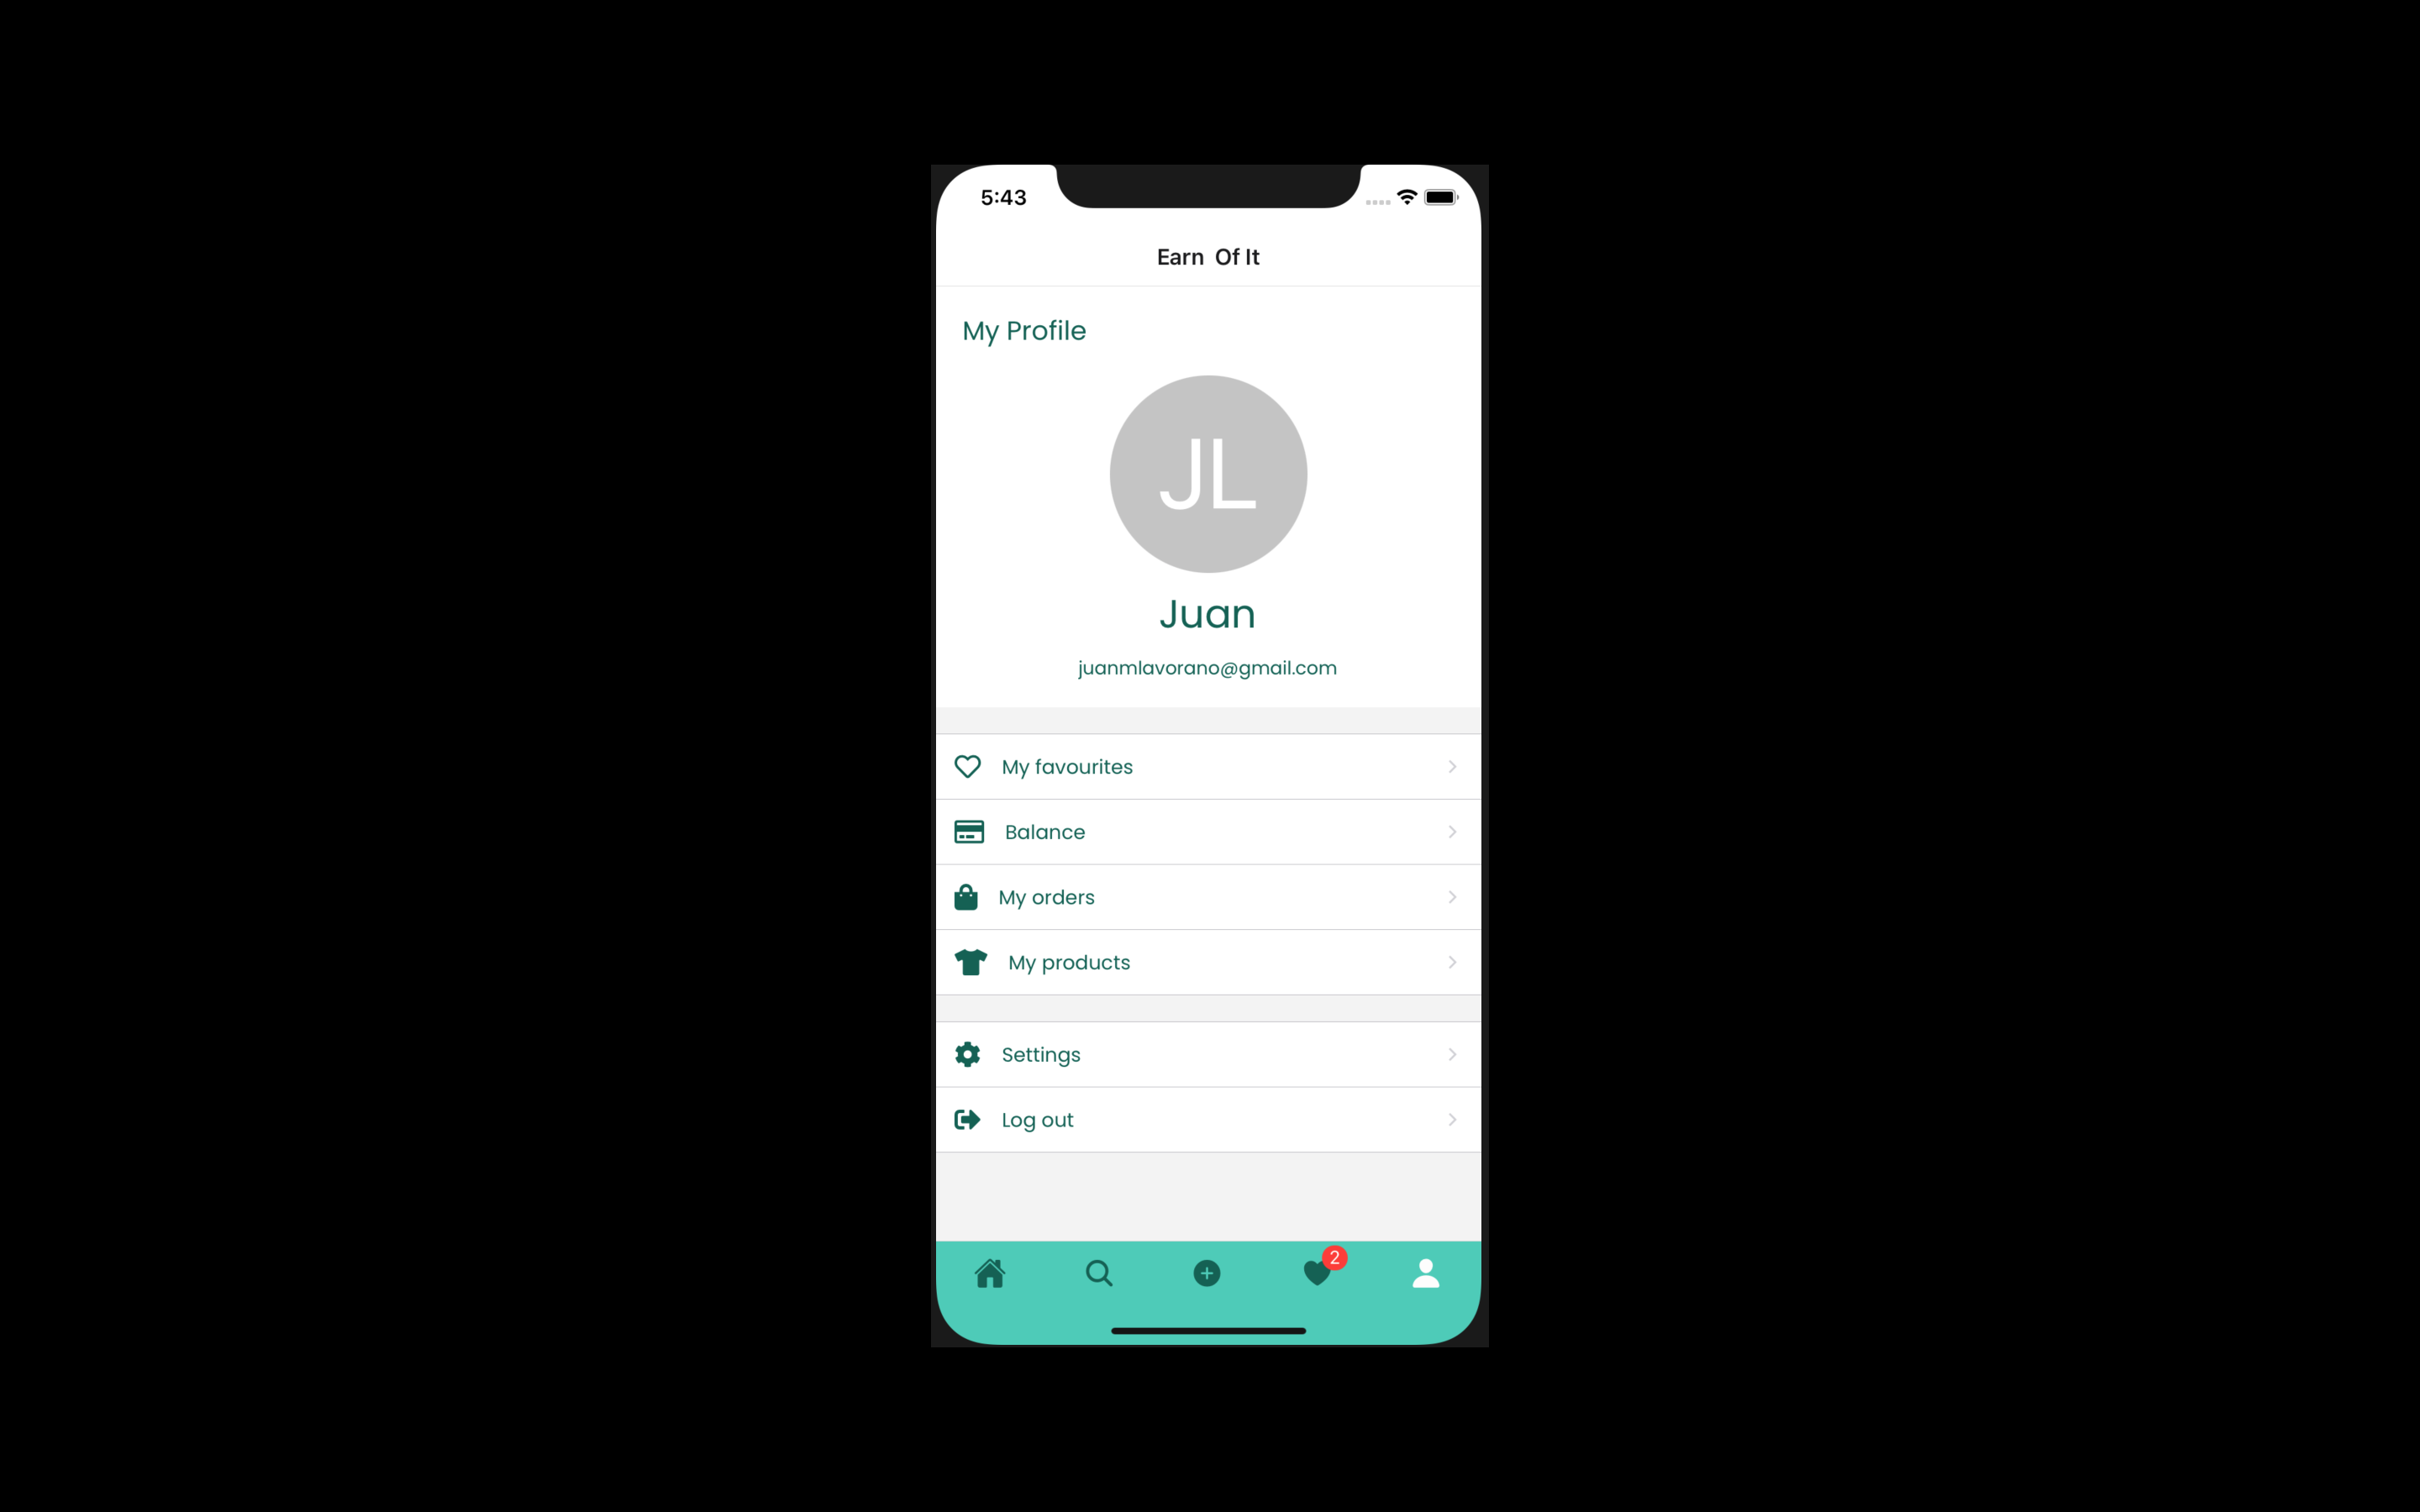 5:43
Earn Of It
My Profile
JL
Juan
juanmlavorano@gmail.com
My favourites
Balance
My orders
My products
Settings
Log out
2